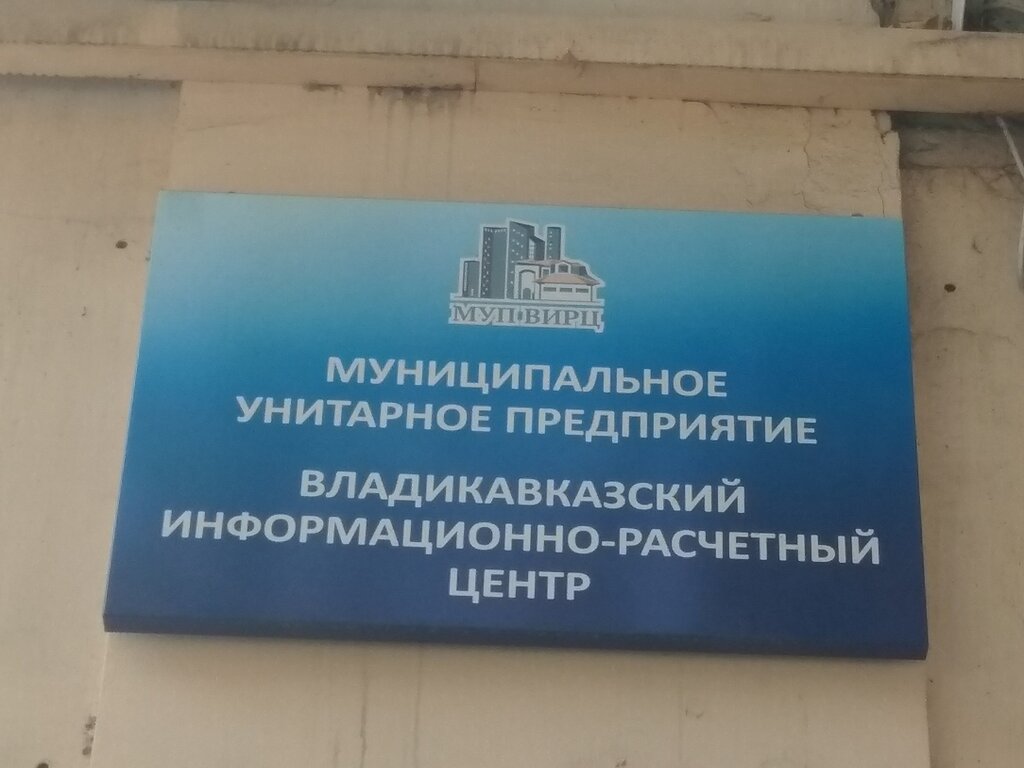 МУП ВИРЦ
МУНИЦИПАЛЬНОЕ
УНИТАРНОЕ ПРЕДПРИЯТИЕ
ВЛАДИКАВКАЗСКИЙ
ИНФОРМАЦИОННО-РАСЧЕТНЫЙ
ЦЕНТР